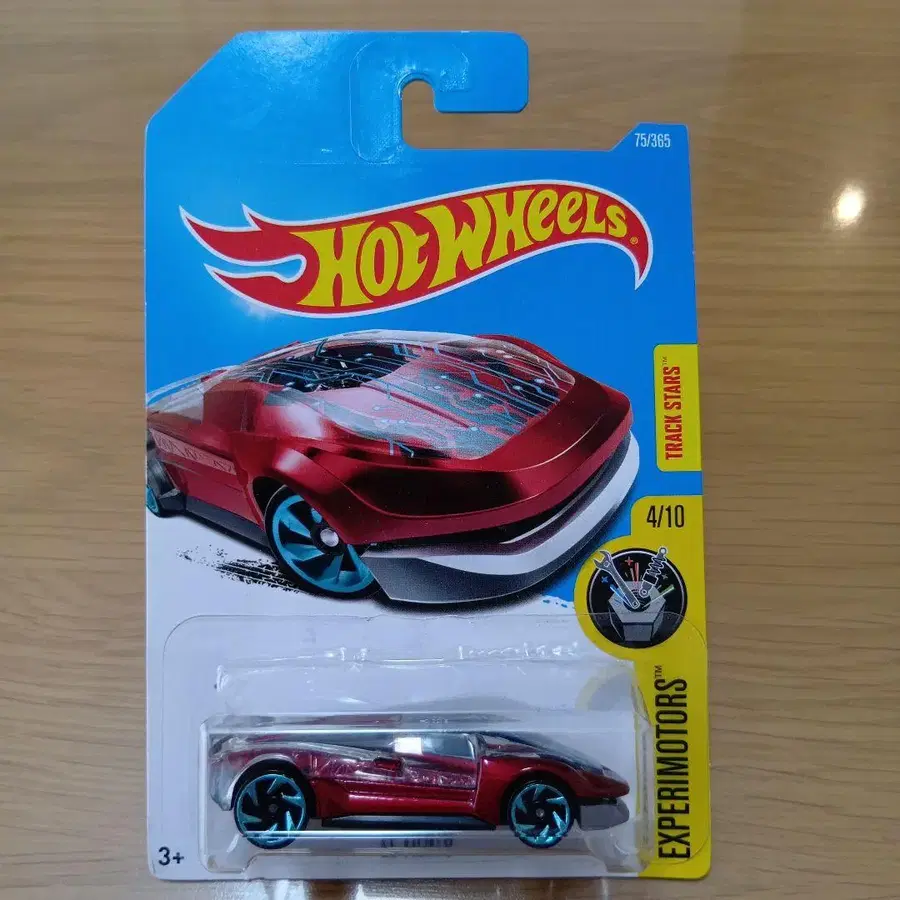 75/365
HOT WHEELS®
TRACK STARS™
4/10
EXPERIMOTORS™
3+